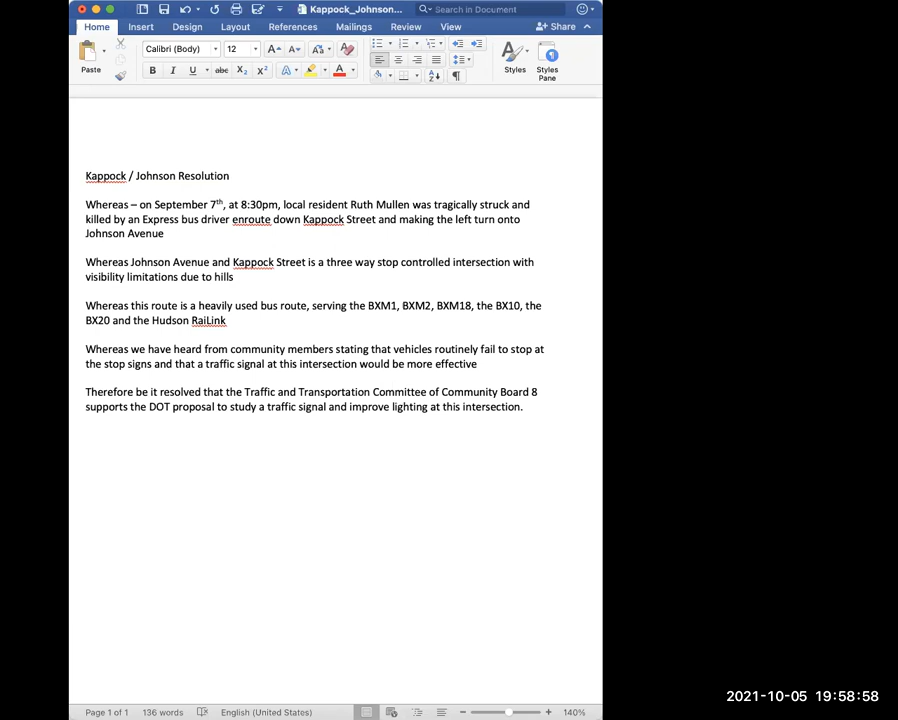 Kappock_Johnson...
Search in Document
Home Insert Design Layout References Mailings Review View Share
Calibri (Body) 12
Paste Styles Styles Pane
Kappock / Johnson Resolution
Whereas – on September 7th, at 8:30pm, local resident Ruth Mullen was tragically struck and
killed by an Express bus driver enroute down Kappock Street and making the left turn onto
Johnson Avenue
Whereas Johnson Avenue and Kappock Street is a three way stop controlled intersection with
visibility limitations due to hills
Whereas this route is a heavily used bus route, serving the BXM1, BXM2, BXM18, the BX10, the
BX20 and the Hudson RaiLink
Whereas we have heard from community members stating that vehicles routinely fail to stop at
the stop signs and that a traffic signal at this intersection would be more effective
Therefore be it resolved that the Traffic and Transportation Committee of Community Board 8
supports the DOT proposal to study a traffic signal and improve lighting at this intersection.
2021-10-05 19:58:58
Page 1 of 1 136 words English (United States) 140%